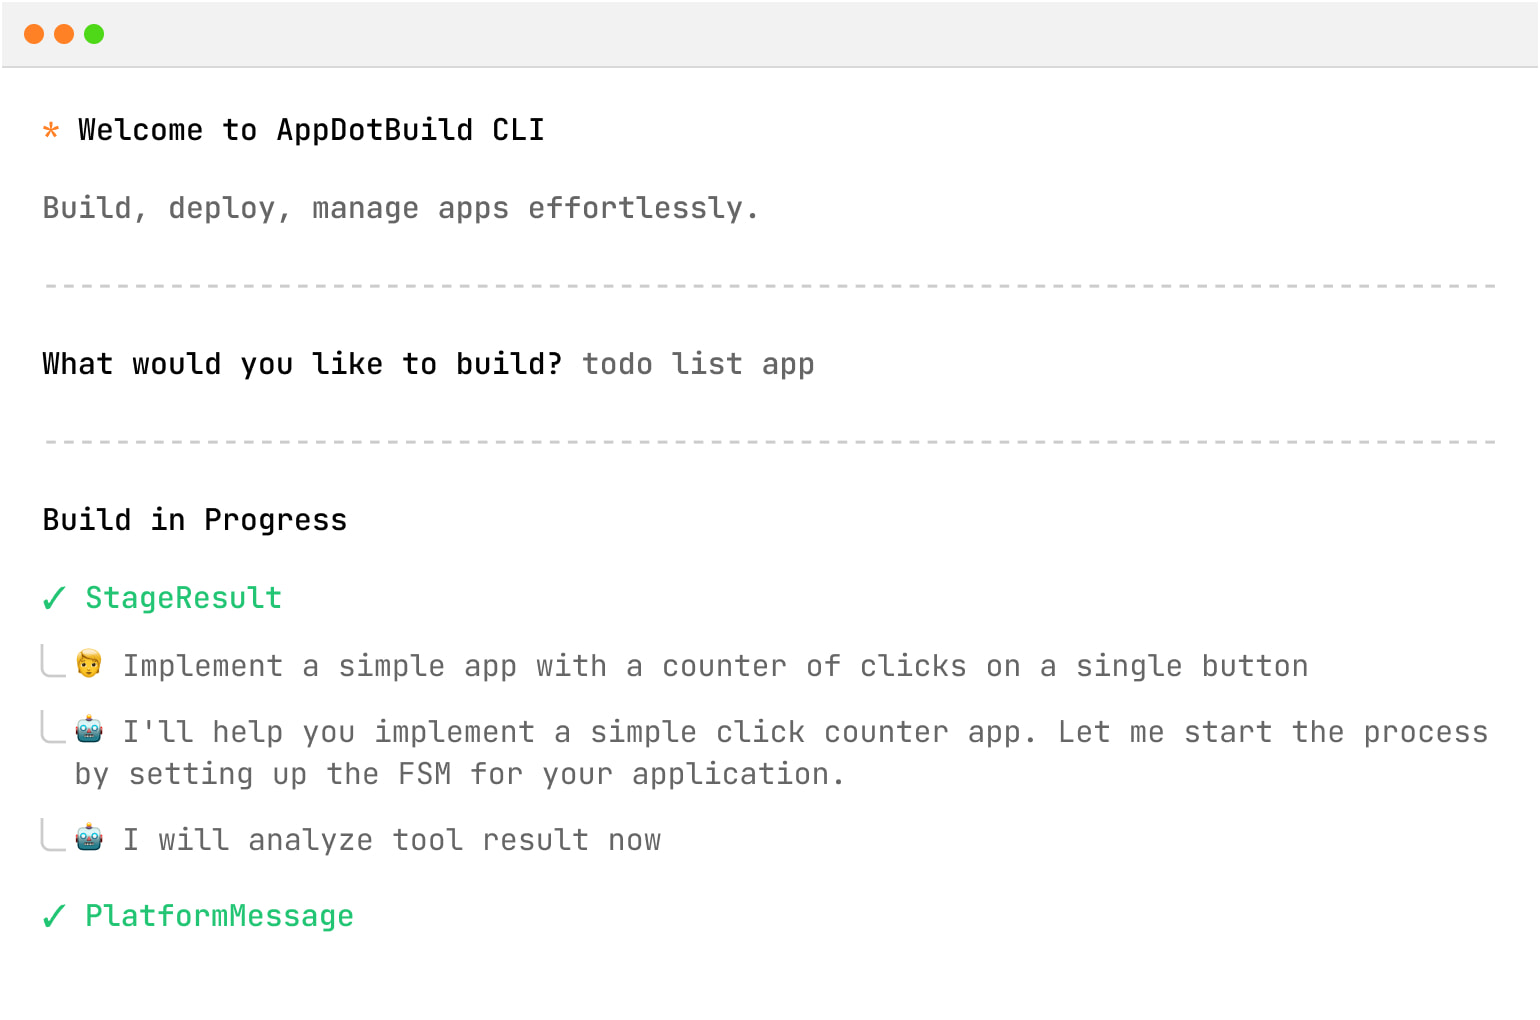 * Welcome to AppDotBuild CLI
Build, deploy, manage apps effortlessly.
--------------------------------------------------------------------------------
What would you like to build? todo list app
--------------------------------------------------------------------------------
Build in Progress
✓ StageResult
Implement a simple app with a counter of clicks on a single button
I'll help you implement a simple click counter app. Let me start the process
by setting up the FSM for your application.
I will analyze tool result now
✓ PlatformMessage